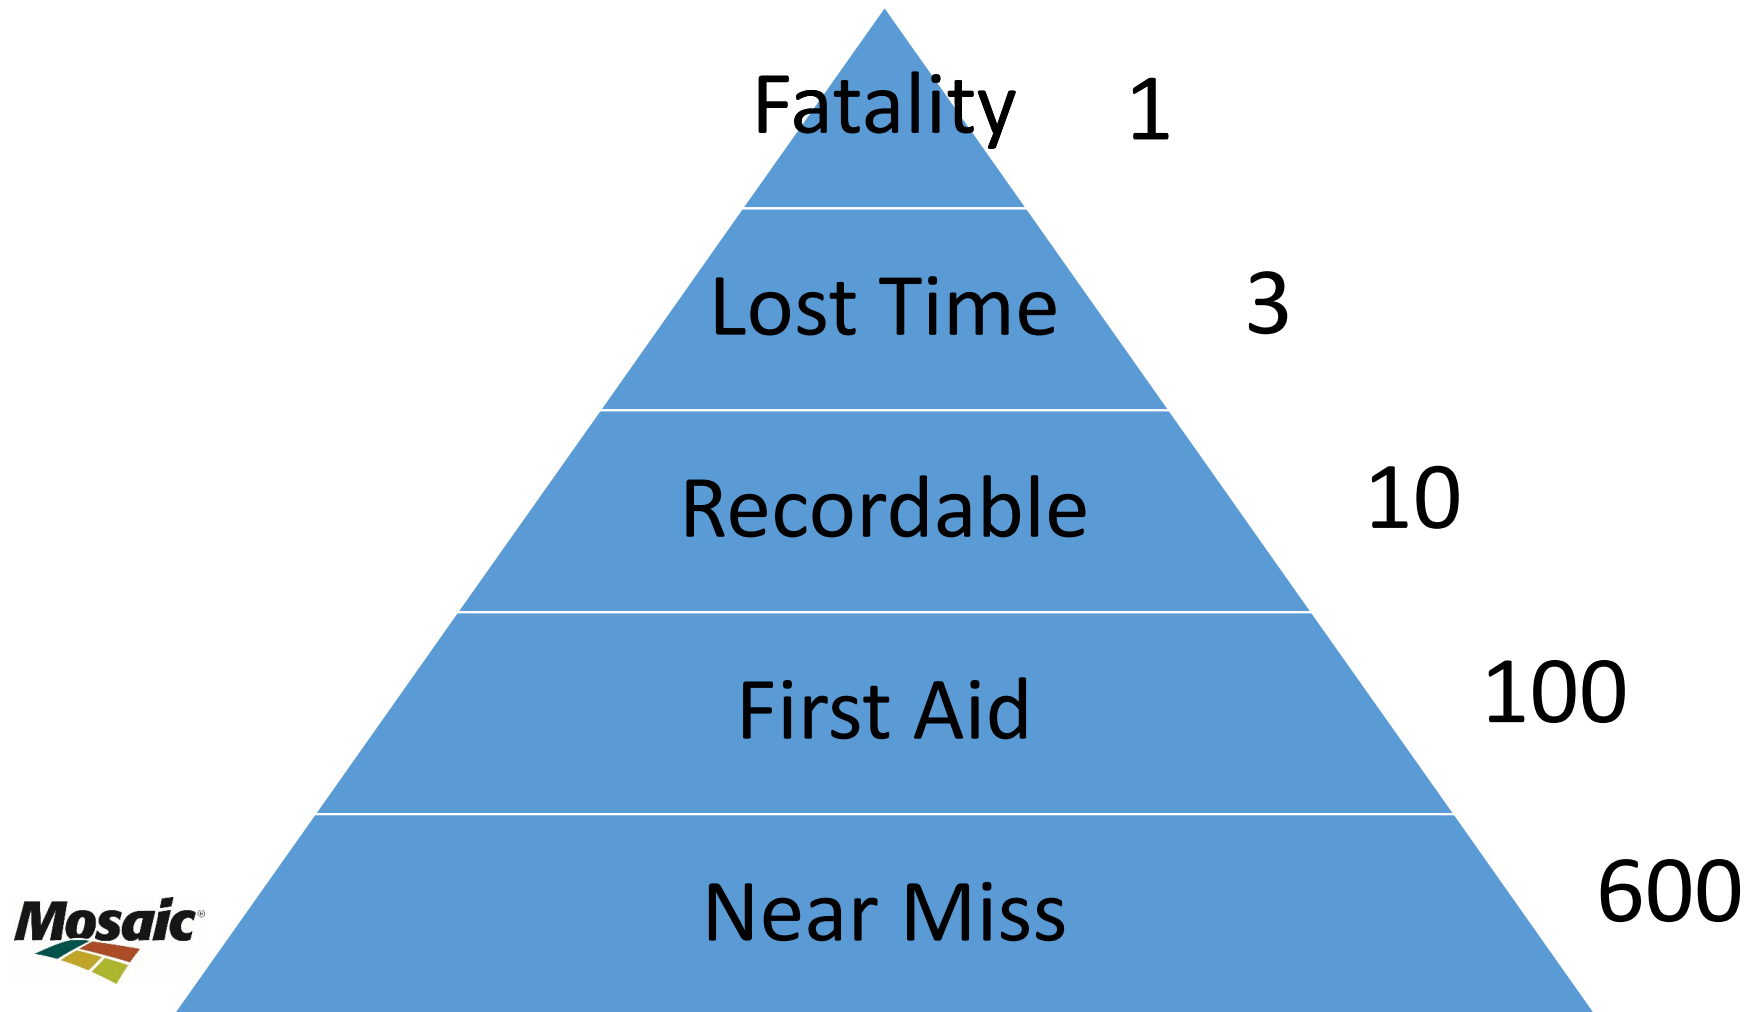 Fatality 1
Lost Time 3
Recordable 10
First Aid 100
Near Miss 600
Mosaic®